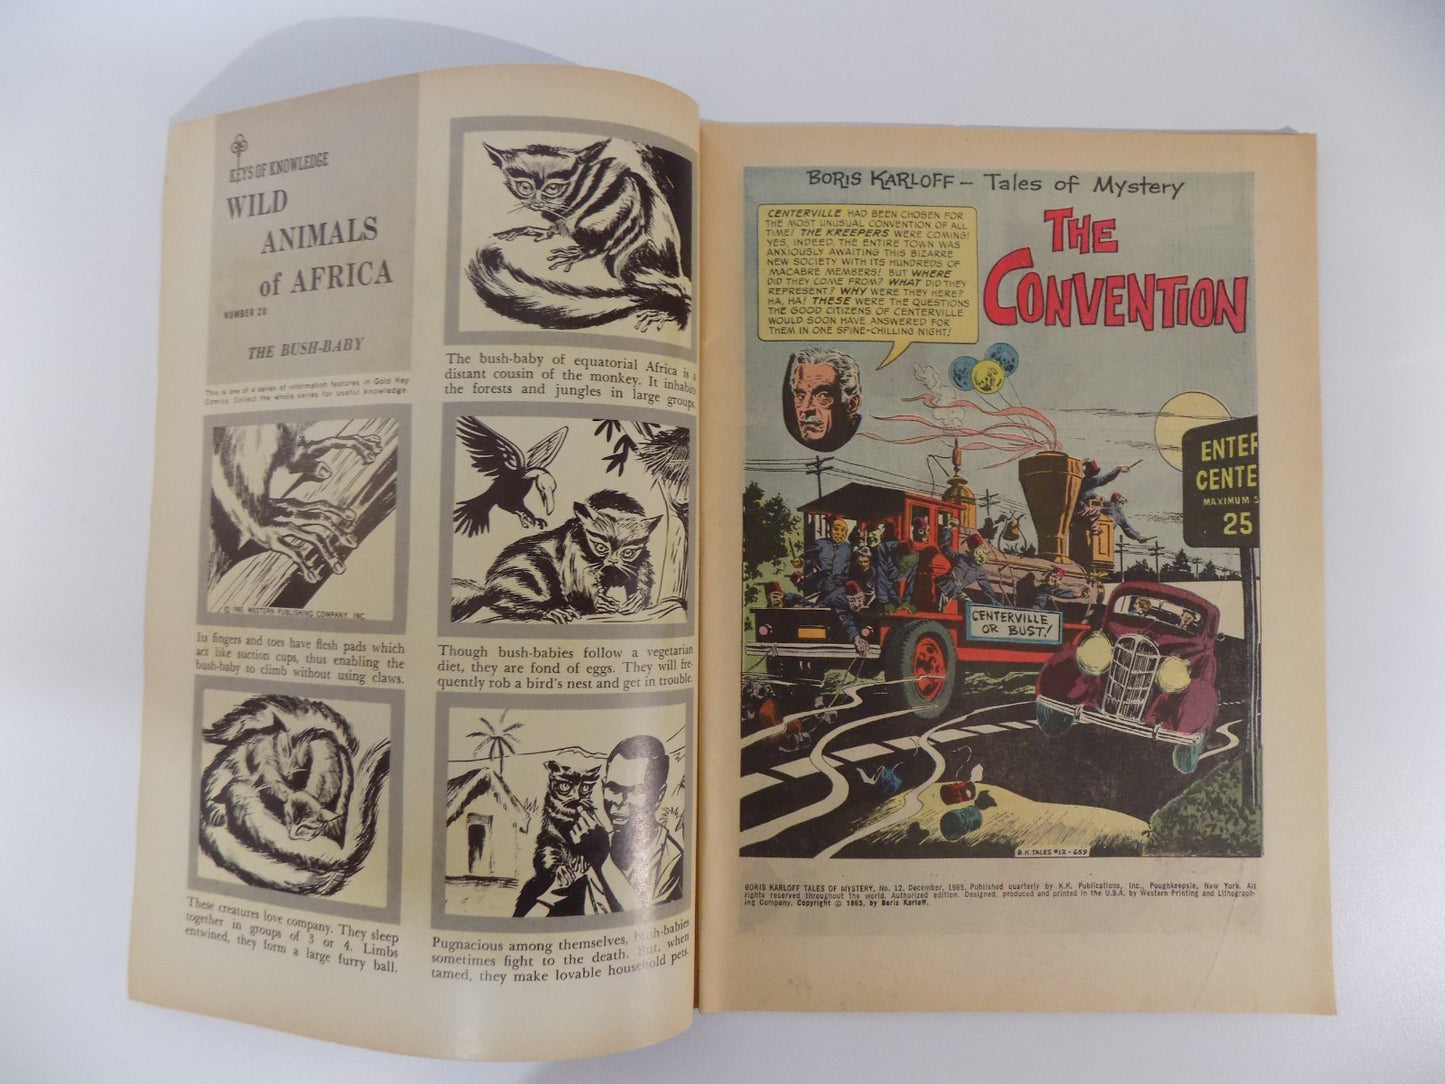 KEYS OF KNOWLEDGE
WILD
ANIMALS
of AFRICA
NUMBER 20
THE BUSH-BABY
This is one of a series of information features in Gold Key
Comics. Collect the whole series for useful knowledge.
The bush-baby of equatorial Africa is a
distant cousin of the monkey. It inhabits
the forests and jungles in large groups.
© 1965, WESTERN PUBLISHING COMPANY, INC.
Its fingers and toes have flesh pads which
act like suction cups, thus enabling the
bush-baby to climb without using claws.
Though bush-babies follow a vegetarian
diet, they are fond of eggs. They will fre-
quently rob a bird's nest and get in trouble.
These creatures love company. They sleep
together in groups of 3 or 4. Limbs
entwined, they form a large furry ball.
Pugnacious among themselves, bush-babies
sometimes fight to the death. But, when
tamed, they make lovable household pets.
BORIS KARLOFF – Tales of Mystery
THE
CONVENTION
CENTERVILLE HAD BEEN CHOSEN FOR
THE MOST UNUSUAL CONVENTION OF ALL
TIME! THE KREEPERS WERE COMING!
YES, INDEED, THE ENTIRE TOWN WAS
ANXIOUSLY AWAITING THIS BIZARRE
NEW SOCIETY WITH ITS HUNDREDS OF
MACABRE MEMBERS! BUT WHERE
DID THEY COME FROM? WHAT DID THEY
REPRESENT? WHY WERE THEY HERE?
HA, HA! THESE WERE THE QUESTIONS
THE GOOD CITIZENS OF CENTERVILLE
WOULD SOON HAVE ANSWERED FOR
THEM IN ONE SPINE-CHILLING NIGHT!
ENTER
CENTE
MAXIMUM S
25
CENTERVILLE
OR BUST!
B.K.TALES #12-659
BORIS KARLOFF TALES OF MYSTERY, No. 12, December, 1965. Published quarterly by K.K. Publications, Inc., Poughkeepsie, New York. All
rights reserved throughout the world. Authorized edition. Designed, produced and printed in the U.S.A. by Western Printing and Lithograph-
ing Company. Copyright © 1965, by Boris Karloff.